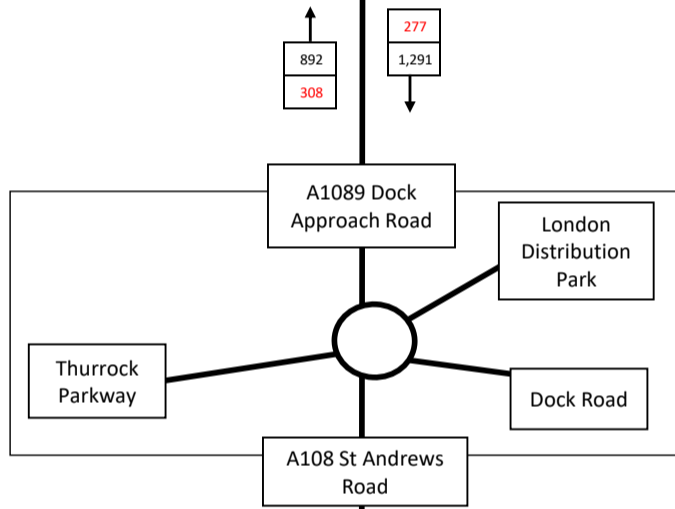 277
892
1,291
308
A1089 Dock
Approach Road
London
Distribution
Park
Thurrock
Parkway
Dock Road
A108 St Andrews
Road